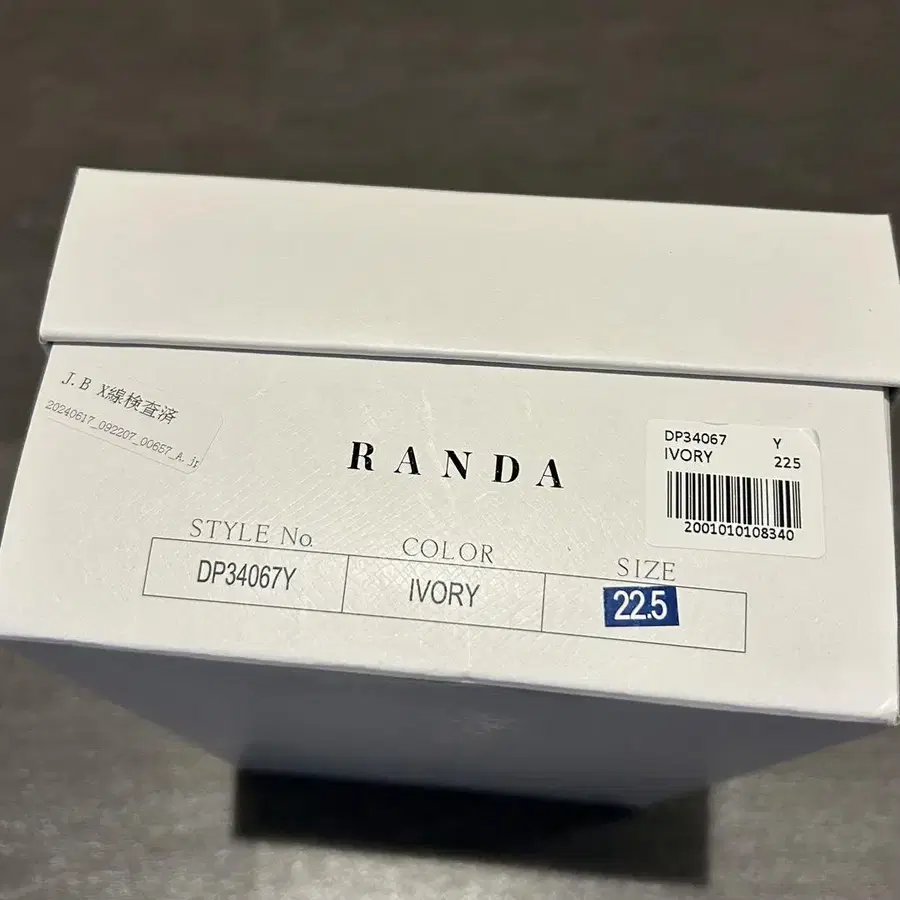 J.B X線検査済
20240617_092207_00657_A.jp
RANDA
DP34067 Y
IVORY 225
2001010108340
STYLE No. COLOR SIZE
DP34067Y IVORY 22.5